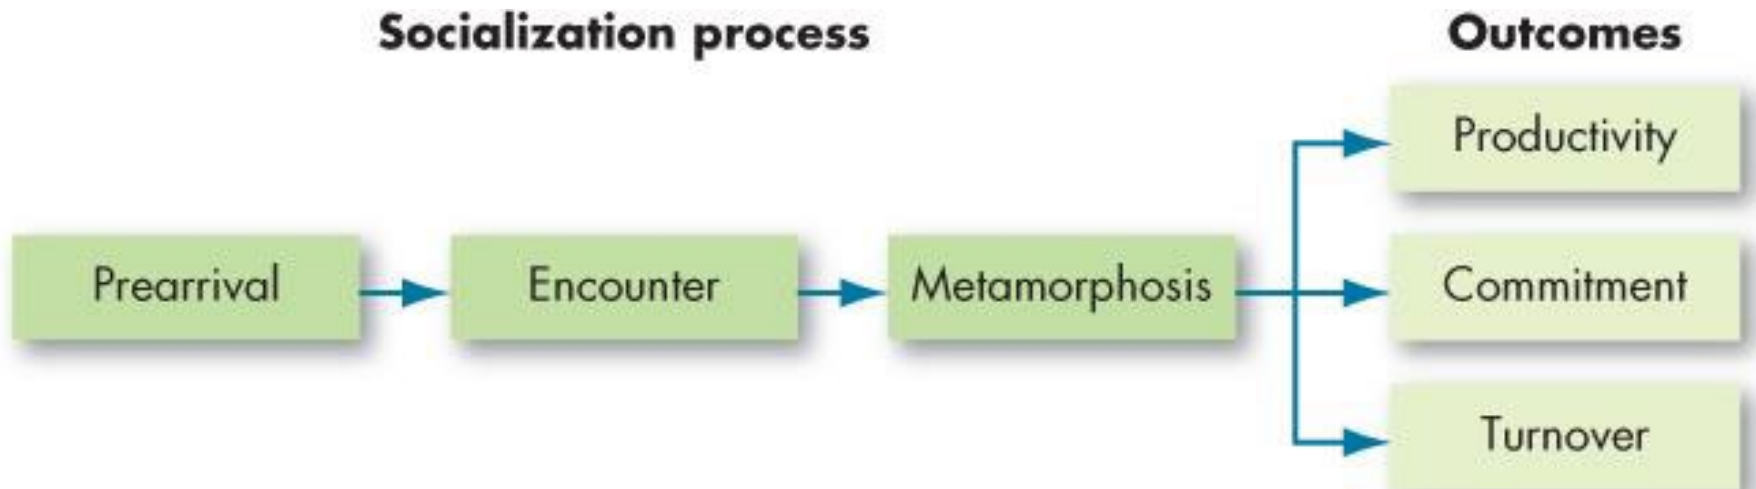 Socialization process
Outcomes
Productivity
Prearrival
Encounter
Metamorphosis
Commitment
Turnover